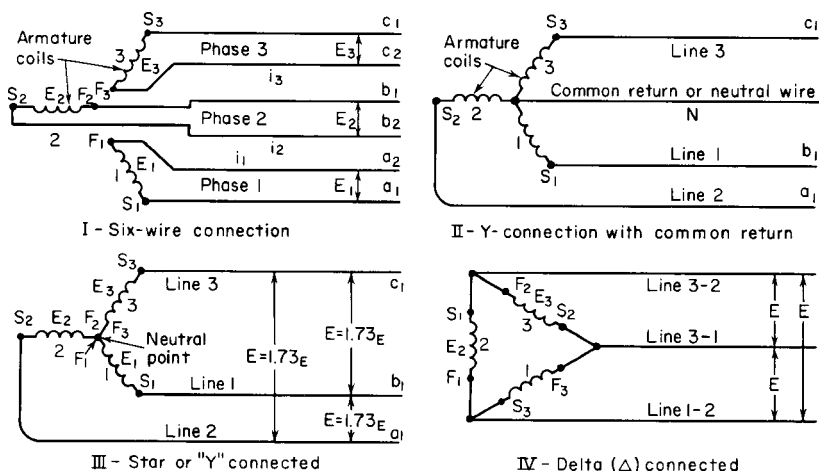 S3
c1
Armature coils
3
E3
Phase 3
E3
c2
F3
i3
S2
E2
F2
b1
2
Phase 2
E2
b2
F1
i2
a2
i1
E1
1
Phase 1
E1
a1
S1
I - Six-wire connection
S3
c1
Armature coils
3
Line 3
S2
2
Common return or neutral wire
N
1
Line 1
b1
S1
Line 2
a1
II - Y-connection with common return
S3
E3
Line 3
c1
3
S2
E2
F2
F3
Neutral point
2
F1
E1
1
E=1.73E
E=1.73E
S1
Line 1
b1
Line 2
E=1.73E
a1
III - Star or "Y" connected
F2
Line 3-2
E3
S2
S1
3
E
E
E2
2
Line 3-1
1
F1
F3
E
S3
Line 1-2
IV - Delta (Δ) connected